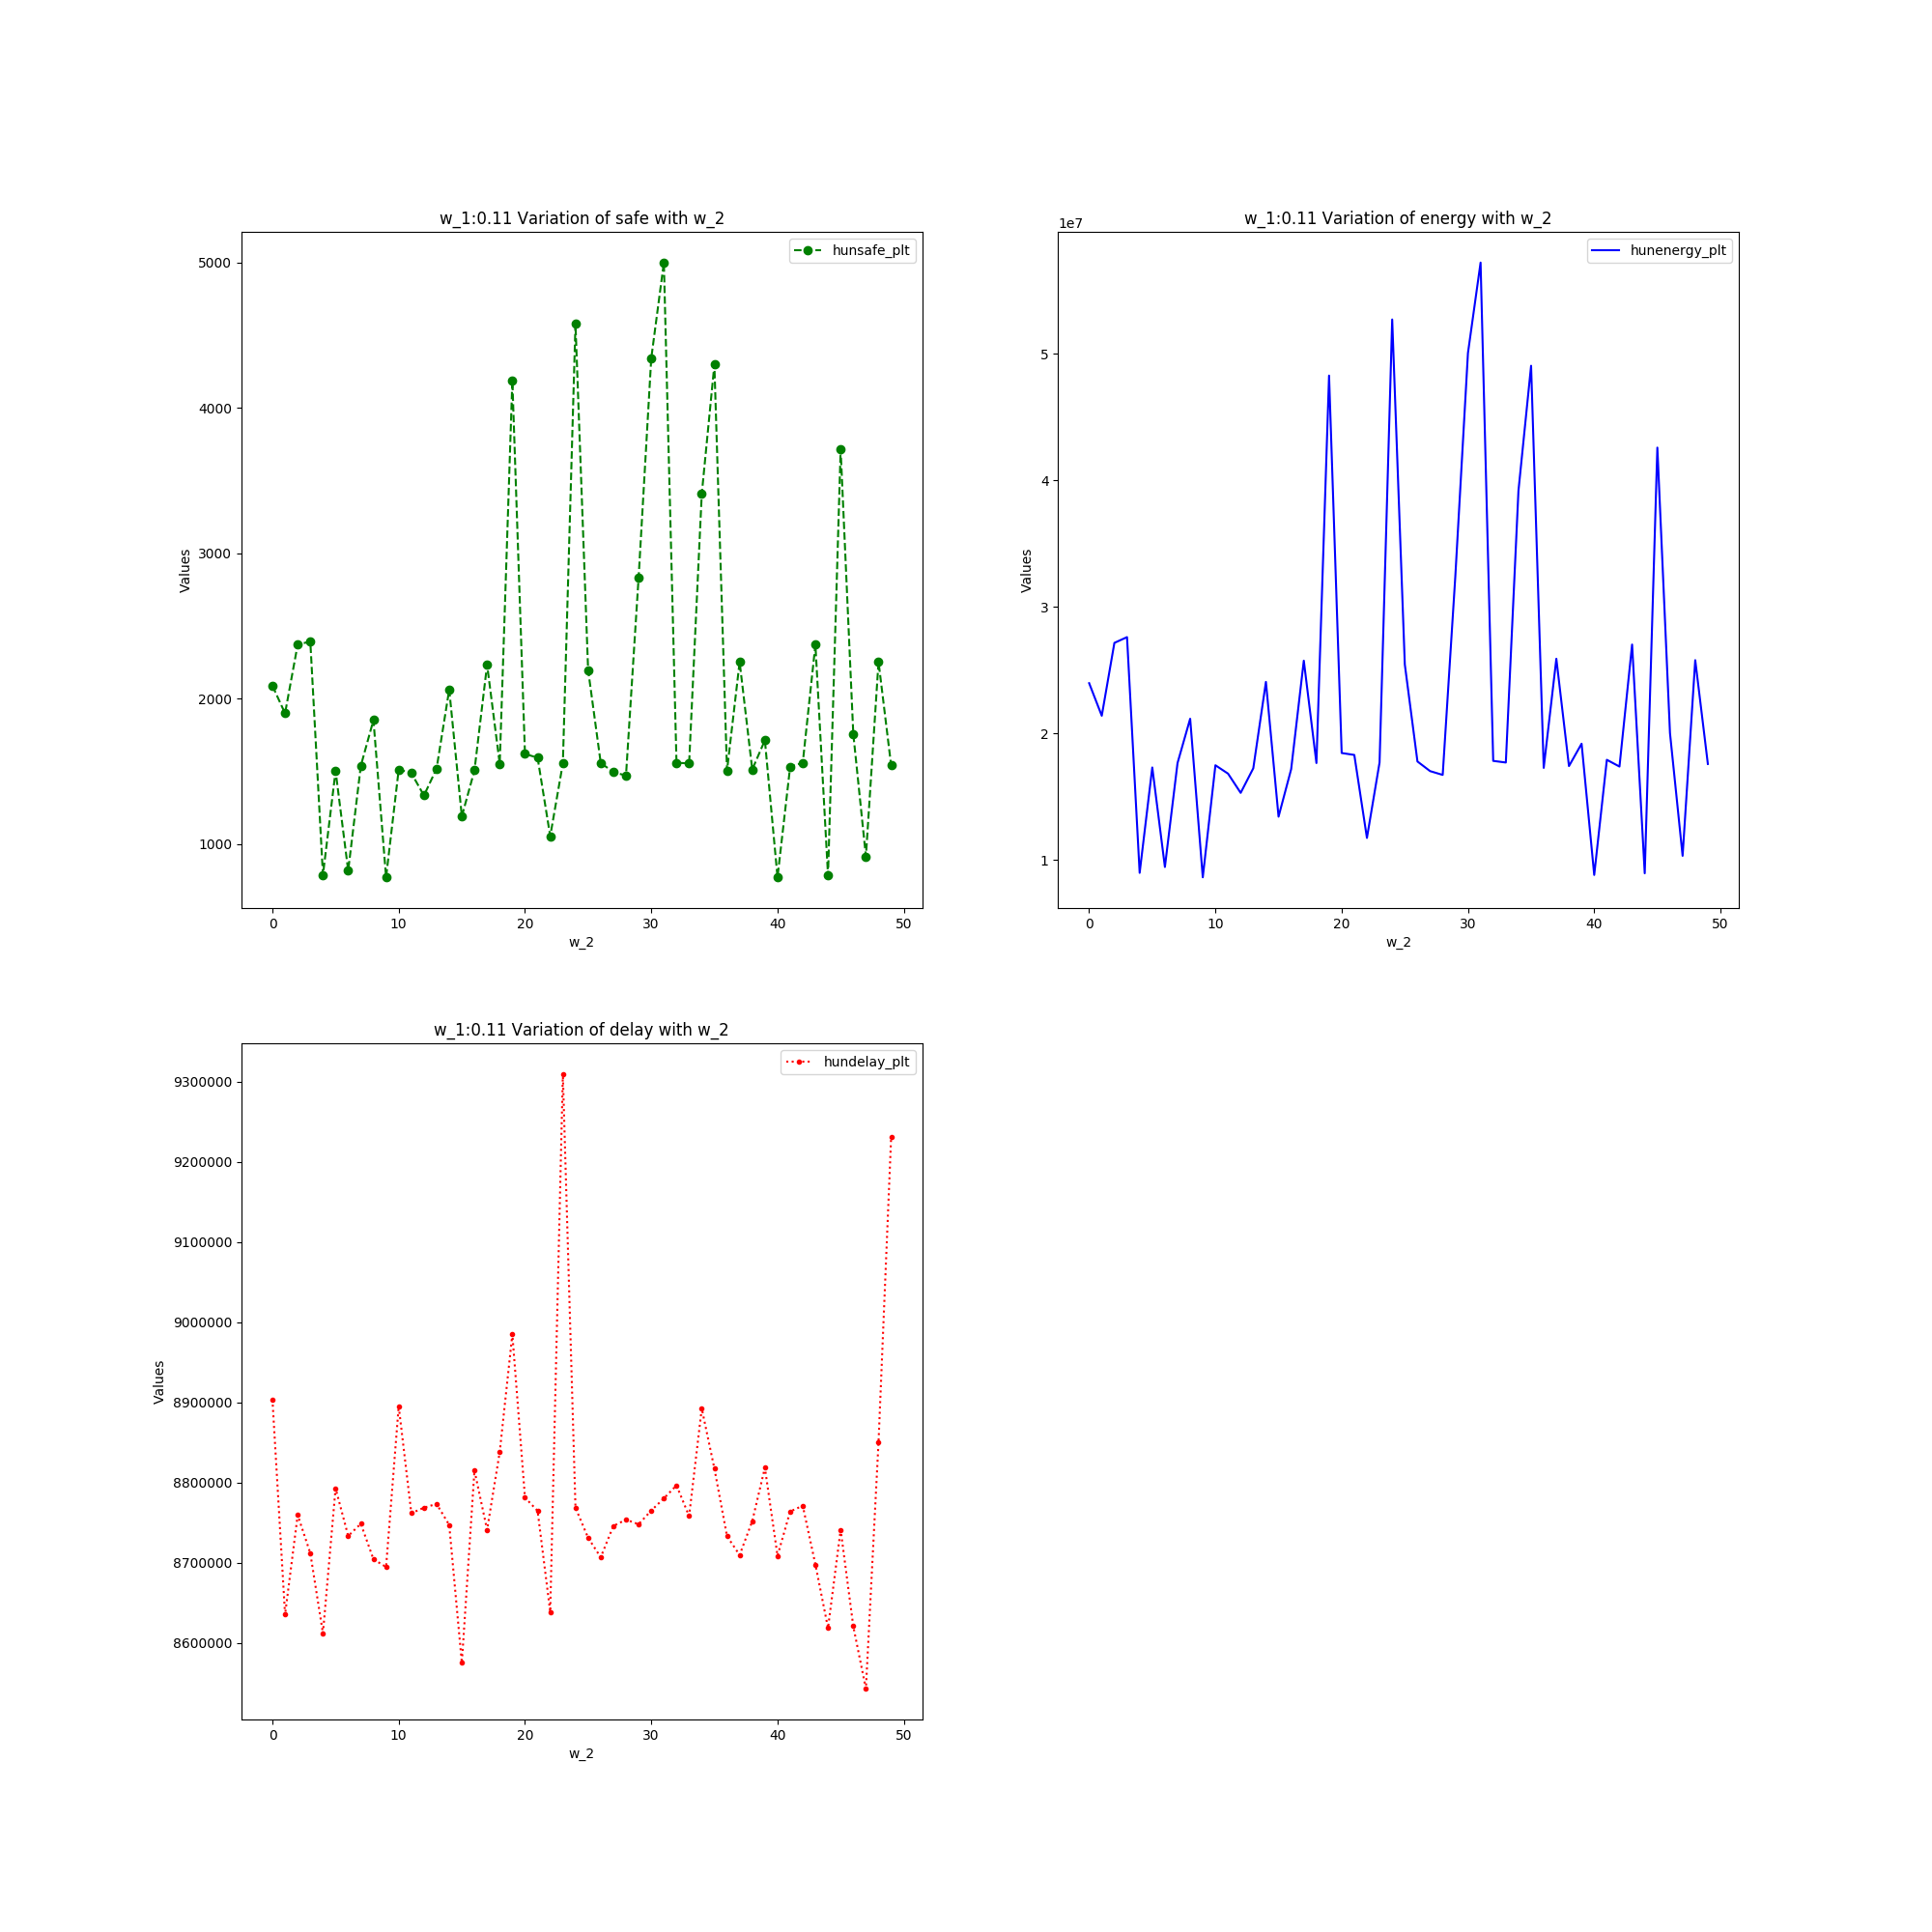 w_1:0.11 Variation of safe with w_2
hunsafe_plt
5000
4000
3000
2000
1000
Values
0 10 20 30 40 50
w_2
w_1:0.11 Variation of energy with w_2
1e7
hunenergy_plt
5
4
3
2
1
Values
0 10 20 30 40 50
w_2
w_1:0.11 Variation of delay with w_2
hundelay_plt
9300000
9200000
9100000
9000000
8900000
8800000
8700000
8600000
Values
0 10 20 30 40 50
w_2